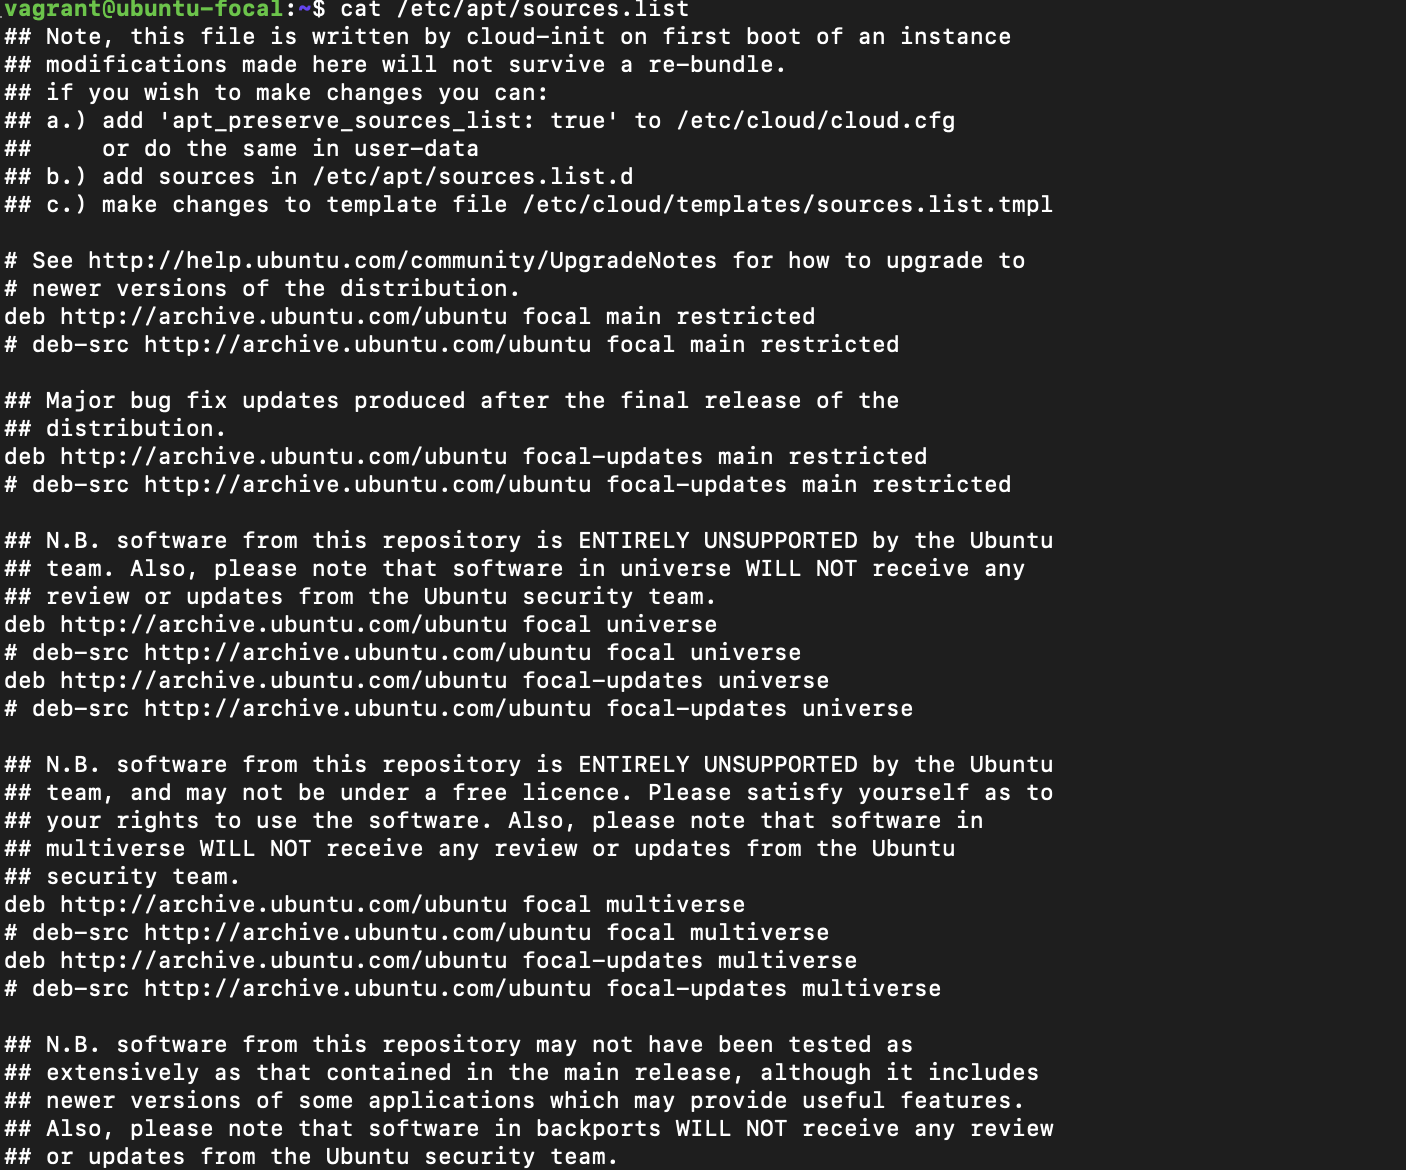 vagrant@ubuntu-focal:~$ cat /etc/apt/sources.list
## Note, this file is written by cloud-init on first boot of an instance
## modifications made here will not survive a re-bundle.
## if you wish to make changes you can:
## a.) add 'apt_preserve_sources_list: true' to /etc/cloud/cloud.cfg
##     or do the same in user-data
## b.) add sources in /etc/apt/sources.list.d
## c.) make changes to template file /etc/cloud/templates/sources.list.tmpl

# See http://help.ubuntu.com/community/UpgradeNotes for how to upgrade to
# newer versions of the distribution.
deb http://archive.ubuntu.com/ubuntu focal main restricted
# deb-src http://archive.ubuntu.com/ubuntu focal main restricted

## Major bug fix updates produced after the final release of the
## distribution.
deb http://archive.ubuntu.com/ubuntu focal-updates main restricted
# deb-src http://archive.ubuntu.com/ubuntu focal-updates main restricted

## N.B. software from this repository is ENTIRELY UNSUPPORTED by the Ubuntu
## team. Also, please note that software in universe WILL NOT receive any
## review or updates from the Ubuntu security team.
deb http://archive.ubuntu.com/ubuntu focal universe
# deb-src http://archive.ubuntu.com/ubuntu focal universe
deb http://archive.ubuntu.com/ubuntu focal-updates universe
# deb-src http://archive.ubuntu.com/ubuntu focal-updates universe

## N.B. software from this repository is ENTIRELY UNSUPPORTED by the Ubuntu
## team, and may not be under a free licence. Please satisfy yourself as to
## your rights to use the software. Also, please note that software in
## multiverse WILL NOT receive any review or updates from the Ubuntu
## security team.
deb http://archive.ubuntu.com/ubuntu focal multiverse
# deb-src http://archive.ubuntu.com/ubuntu focal multiverse
deb http://archive.ubuntu.com/ubuntu focal-updates multiverse
# deb-src http://archive.ubuntu.com/ubuntu focal-updates multiverse

## N.B. software from this repository may not have been tested as
## extensively as that contained in the main release, although it includes
## newer versions of some applications which may provide useful features.
## Also, please note that software in backports WILL NOT receive any review
## or updates from the Ubuntu security team.